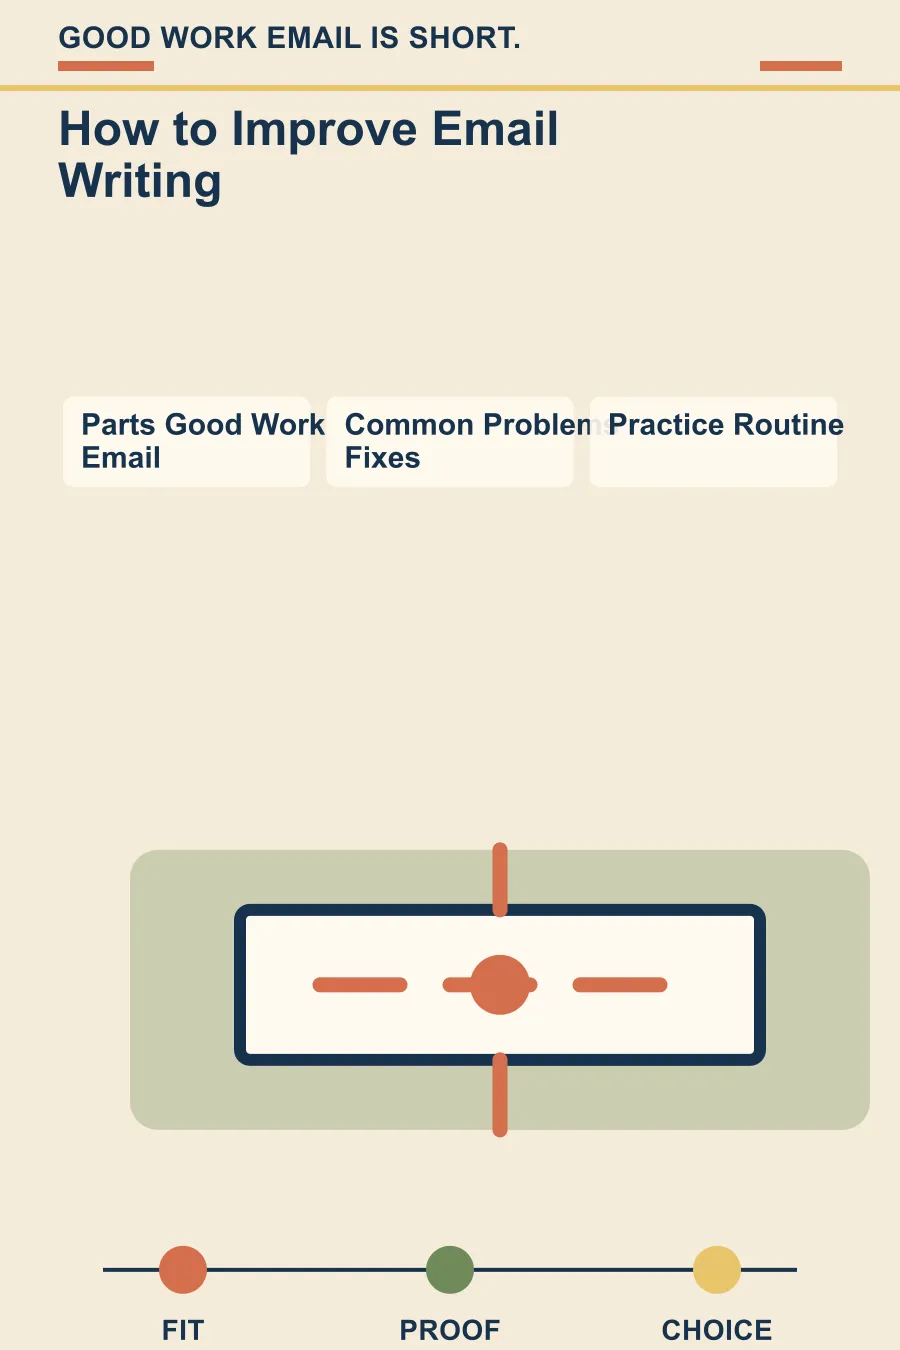 GOOD WORK EMAIL IS SHORT.
How to Improve Email
Writing
Parts Good Work
Email
Common Problems
Fixes
Practice Routine
FIT
PROOF
CHOICE